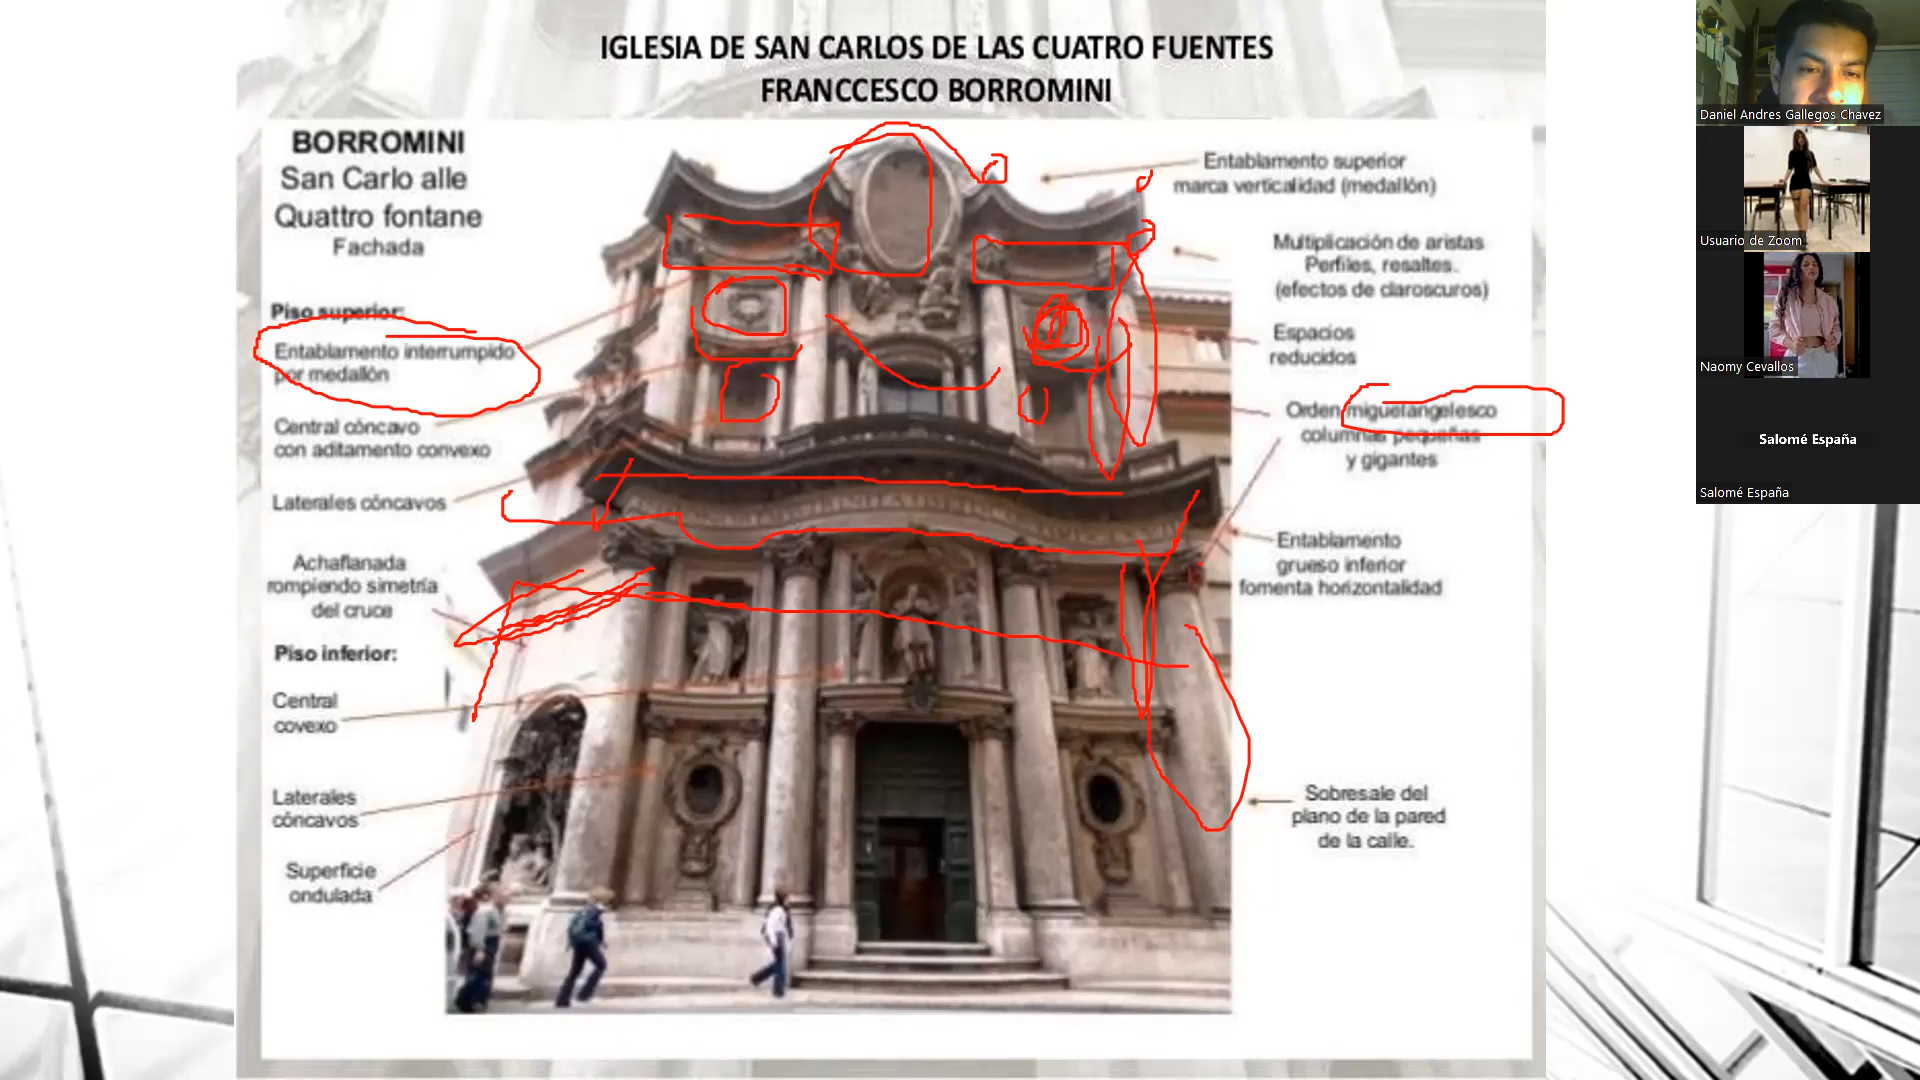 IGLESIA DE SAN CARLOS DE LAS CUATRO FUENTES
FRANCCESCO BORROMINI
BORROMINI
San Carlo alle
Quattro fontane
Fachada
Piso superior:
Entablamento interrumpido
por medallón
Central cóncavo
con aditamento convexo
Laterales cóncavos
Achaflanada
rompiendo simetría
del cruce
Piso inferior:
Central
covexo
Laterales
cóncavos
Superficie
ondulada
Entablamento superior
marca verticalidad (medallón)
Multiplicación de aristas
Perfiles, resaltes.
(efectos de claroscuros)
Espacios
reducidos
Orden miguelangelesco
columnas pequeñas
y gigantes
Entablamento
grueso inferior
fomenta horizontalidad
Sobresale del
plano de la pared
de la calle.
Daniel Andres Gallegos Chavez
Usuario de Zoom
Naomy Cevallos
Salomé España
Salomé España